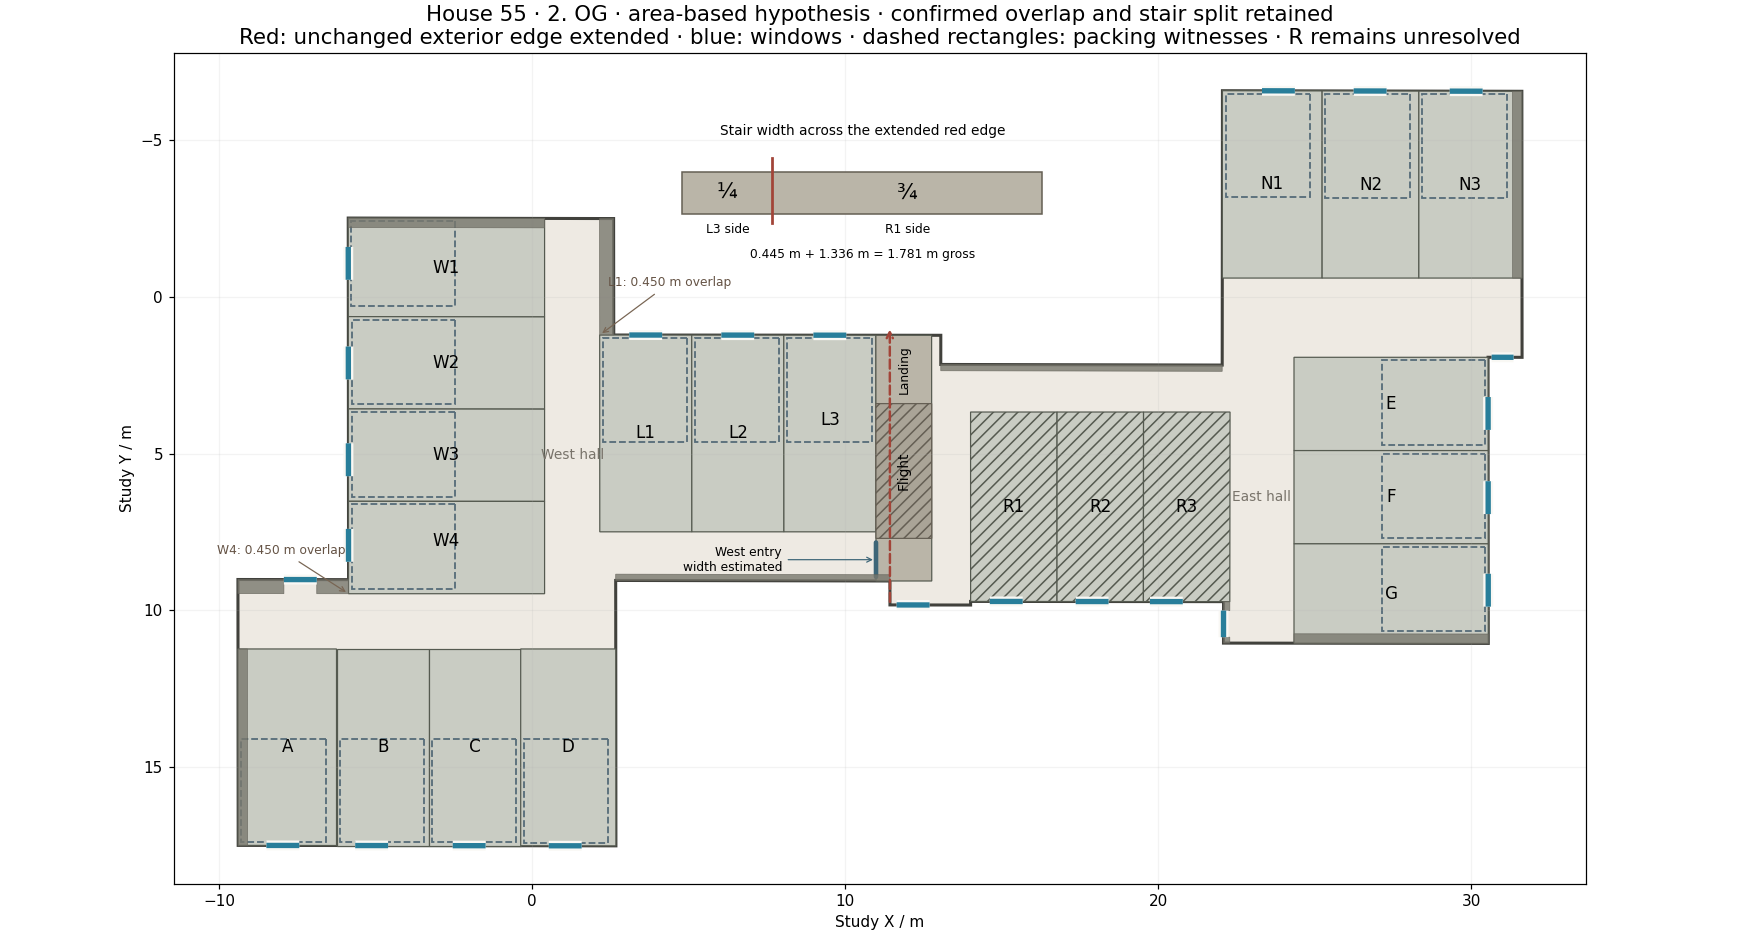 House 55 · 2. OG · area-based hypothesis · confirmed overlap and stair split retained
Red: unchanged exterior edge extended · blue: windows · dashed rectangles: packing witnesses · R remains unresolved
Stair width across the extended red edge
¼
¾
L3 side
R1 side
0.445 m + 1.336 m = 1.781 m gross
L1: 0.450 m overlap
N1
N2
N3
W1
W2
W3
W4
West hall
L1
L2
L3
Landing
Flight
R1
R2
R3
East hall
E
F
G
W4: 0.450 m overlap
West entry
width estimated
A
B
C
D
−5
0
5
10
15
Study Y / m
−10
0
10
20
30
Study X / m